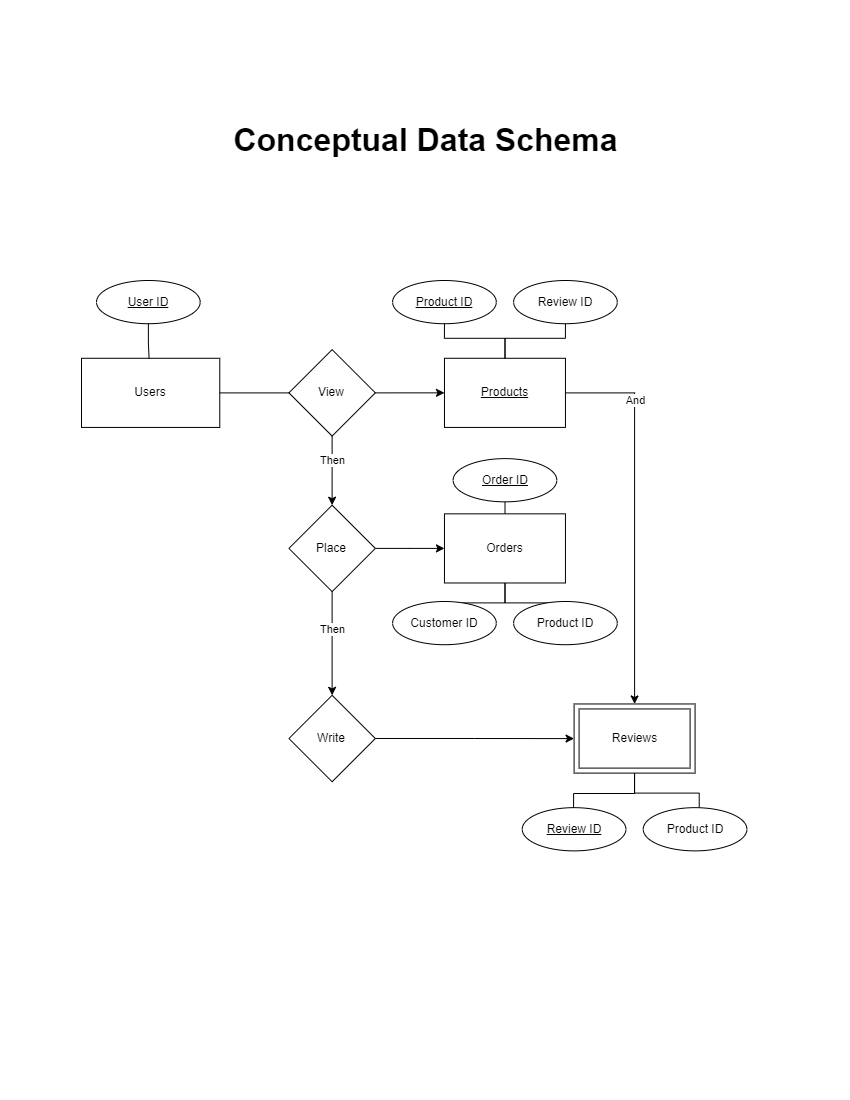 Conceptual Data Schema
User ID
Product ID
Review ID
Users
View
Products
And
Then
Order ID
Place
Orders
Customer ID
Product ID
Then
Write
Reviews
Review ID
Product ID